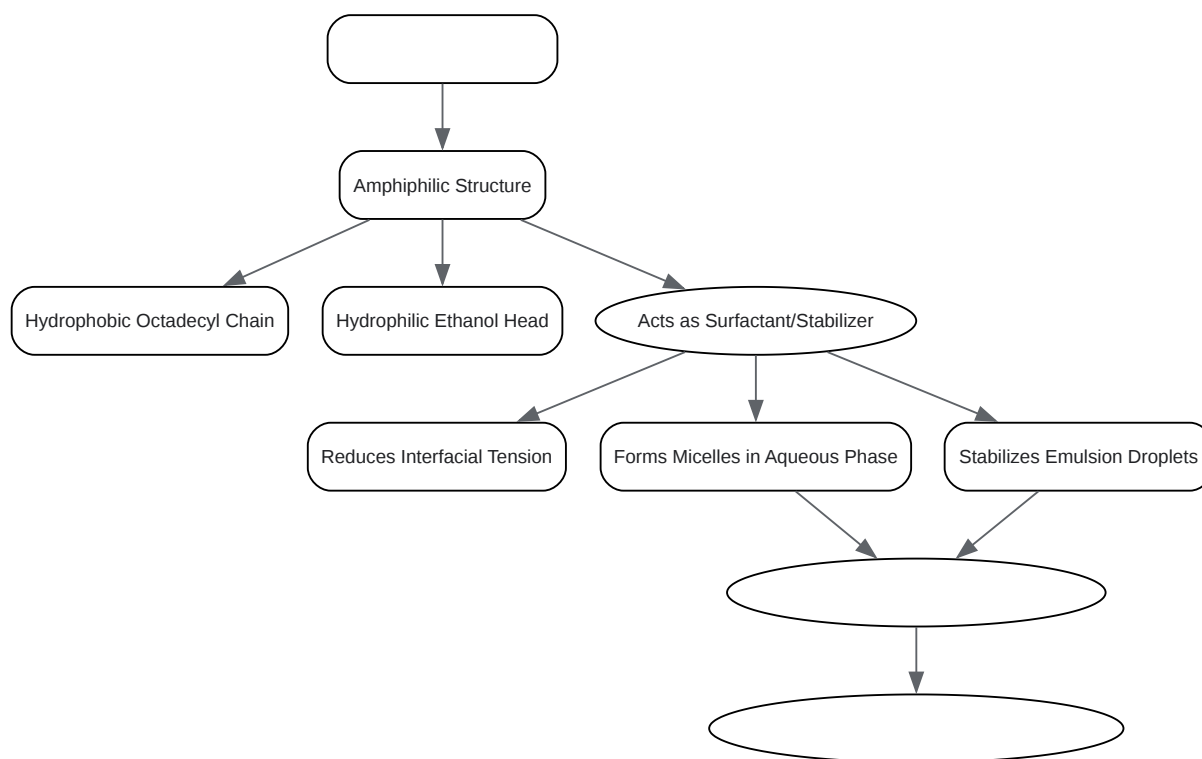 Amphiphilic Structure
Hydrophobic Octadecyl Chain
Hydrophilic Ethanol Head
Acts as Surfactant/Stabilizer
Reduces Interfacial Tension
Forms Micelles in Aqueous Phase
Stabilizes Emulsion Droplets